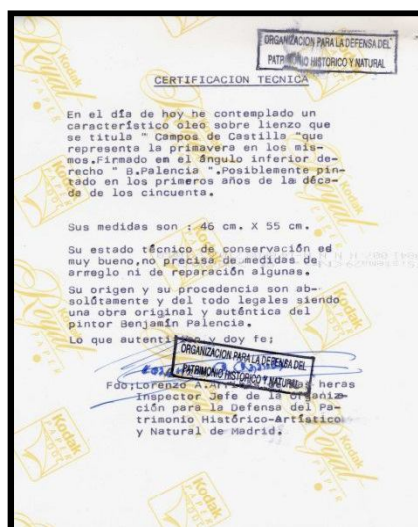 ORGANIZACION PARA LA DEFENSA DEL
PATRIMONIO HISTORICO Y NATURAL
CERTIFICACION TECNICA
En el día de hoy he contemplado un
característico oleo sobre lienzo que
se titula " Campos de Castilla "que
representa la primavera en los mis-
mos.Firmado en el ángulo inferior de-
recho " B.Palencia ".Posiblemente pin-
tado en los primeros años de la déca-
da de los cincuenta.
Sus medidas son : 46 cm. X 55 cm.
Su estado técnico de conservación es
muy bueno,no precisa de medidas de
arreglo ni de reparación algunas.
Su origen y su procedencia son ab-
solútamente y del todo legales siendo
una obra original y auténtica del
pintor Benjamín Palencia.
Lo que y doy fe;
ORGANIZACION PARA LA DEFENSA DEL
PATRIMONIO HISTORICO Y NATURAL
Fdo;Lorenzo A. heras
Inspector Jefe de la Organiza-
ción para la Defensa del Pa-
trimonio Histórico-Artístico
y Natural de Madrid.
Kodak
Royal
PAPER